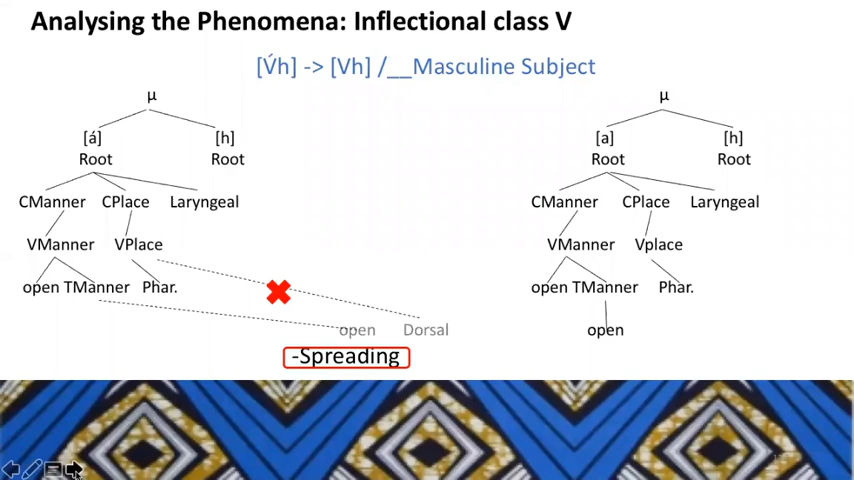 Analysing the Phenomena: Inflectional class V
[V́h] -> [Vh] /__Masculine Subject
μ
[á] [h]
Root Root
CManner CPlace Laryngeal
VManner VPlace
open TManner Phar.
open Dorsal
-Spreading
μ
[a] [h]
Root Root
CManner CPlace Laryngeal
VManner Vplace
open TManner Phar.
open